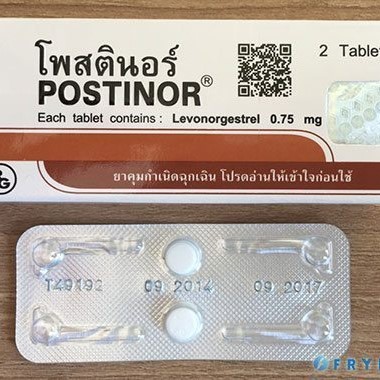 โพสตินอร์
POSTINOR®
2 Table
Each tablet contains : Levonorgestrel 0.75 mg
ยาคุมกำเนิดฉุกเฉิน โปรดอ่านให้เข้าใจก่อนใช้
T49192 09 2014 09 2017